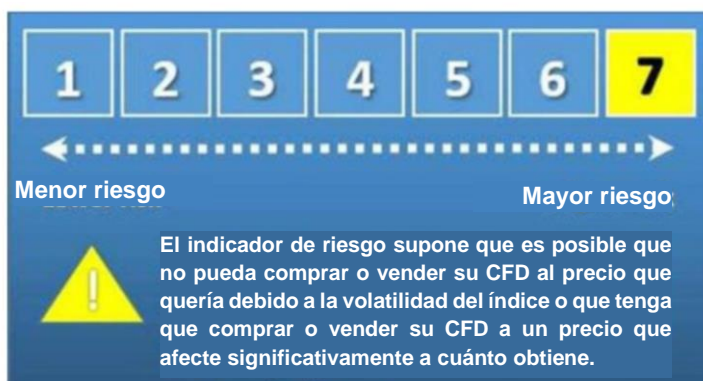 1 2 3 4 5 6 7
Menor riesgo Mayor riesgo
!
El indicador de riesgo supone que es posible que
no pueda comprar o vender su CFD al precio que
quería debido a la volatilidad del índice o que tenga
que comprar o vender su CFD a un precio que
afecte significativamente a cuánto obtiene.